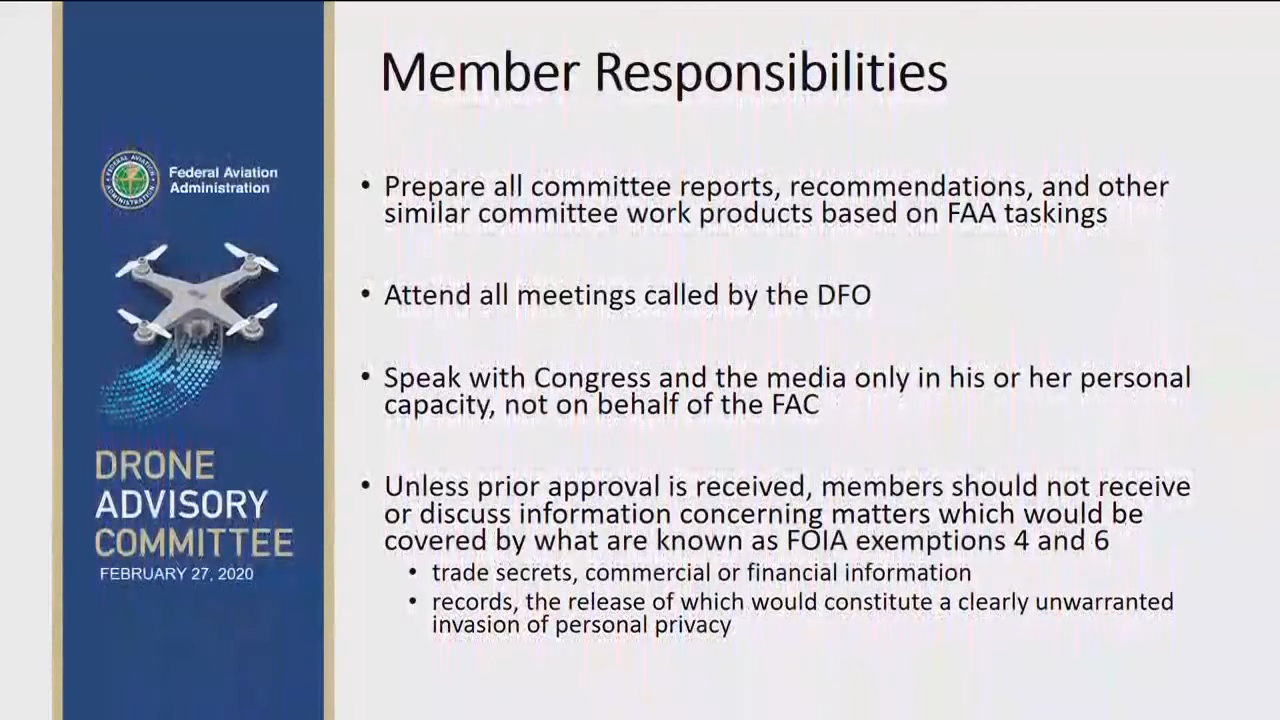 Member Responsibilities
Federal Aviation
Administration
• Prepare all committee reports, recommendations, and other
similar committee work products based on FAA taskings
• Attend all meetings called by the DFO
• Speak with Congress and the media only in his or her personal
capacity, not on behalf of the FAC
• Unless prior approval is received, members should not receive
or discuss information concerning matters which would be
covered by what are known as FOIA exemptions 4 and 6
• trade secrets, commercial or financial information
• records, the release of which would constitute a clearly unwarranted
invasion of personal privacy
DRONE
ADVISORY
COMMITTEE
FEBRUARY 27, 2020